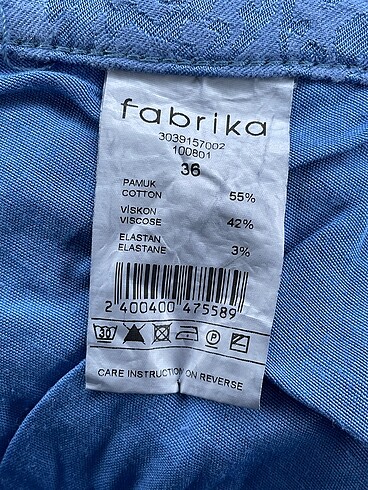 fabrika
3039157002
100801
36
PAMUK
COTTON 55%
VİSKON
VISCOSE 42%
ELASTAN
ELASTANE 3%
2 400400 475589
30 P
CARE INSTRUCTION ON REVERSE